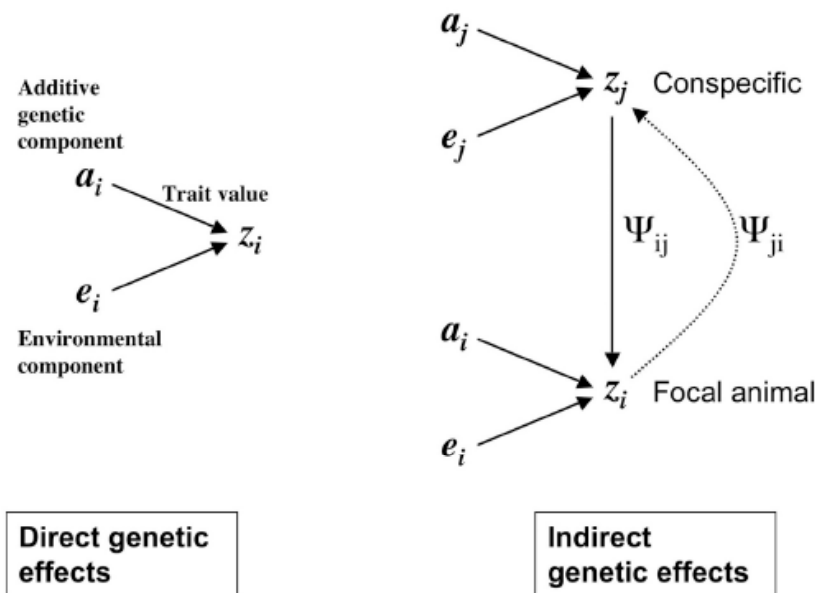 Additive
genetic
component
a_i
Trait value
z_i
e_i
Environmental
component
Direct genetic
effects
a_j
z_j Conspecific
e_j
Ψ_ij Ψ_ji
a_i
z_i Focal animal
e_i
Indirect
genetic effects